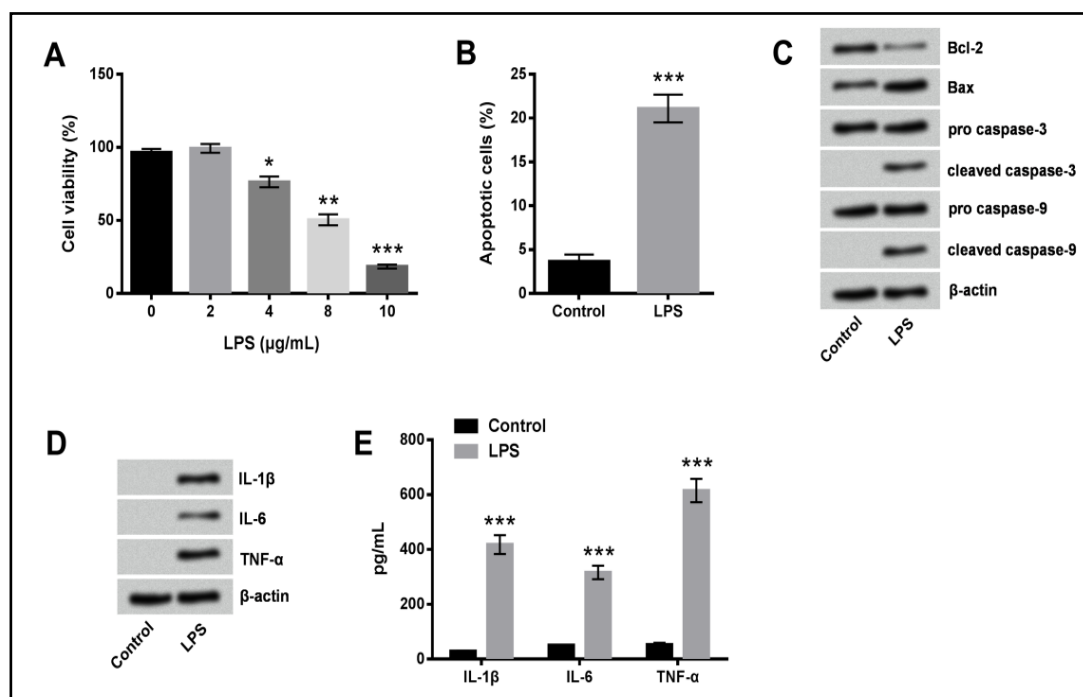 A
Cell viability (%)
150
100
50
0
*
**
***
0 2 4 8 10
LPS (µg/mL)
B
Apoptotic cells (%)
25
20
15
10
5
0
***
Control LPS
C
Bcl-2
Bax
pro caspase-3
cleaved caspase-3
pro caspase-9
cleaved caspase-9
β-actin
Control LPS
D
IL-1β
IL-6
TNF-α
β-actin
Control LPS
E
Control
LPS
pg/mL
800
600
400
200
0
***
***
***
IL-1β IL-6 TNF-α